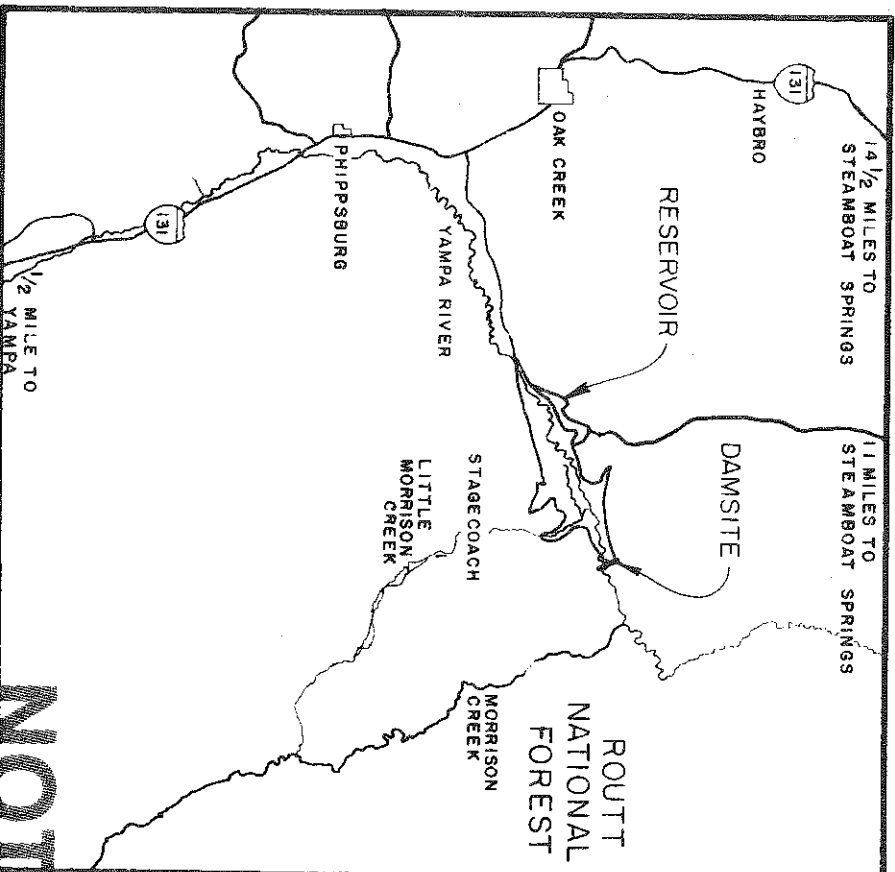 14 1/2 MILES TO
STEAMBOAT SPRINGS
11 MILES TO
STEAMBOAT SPRINGS
131
HAYBRO
DAMSITE
RESERVOIR
ROUTT
NATIONAL
FOREST
OAK CREEK
MORRISON
CREEK
STAGECOACH
YAMPA RIVER
LITTLE
MORRISON
CREEK
PHIPPSBURG
131
1/2 MILE TO
YAMPA
NOT